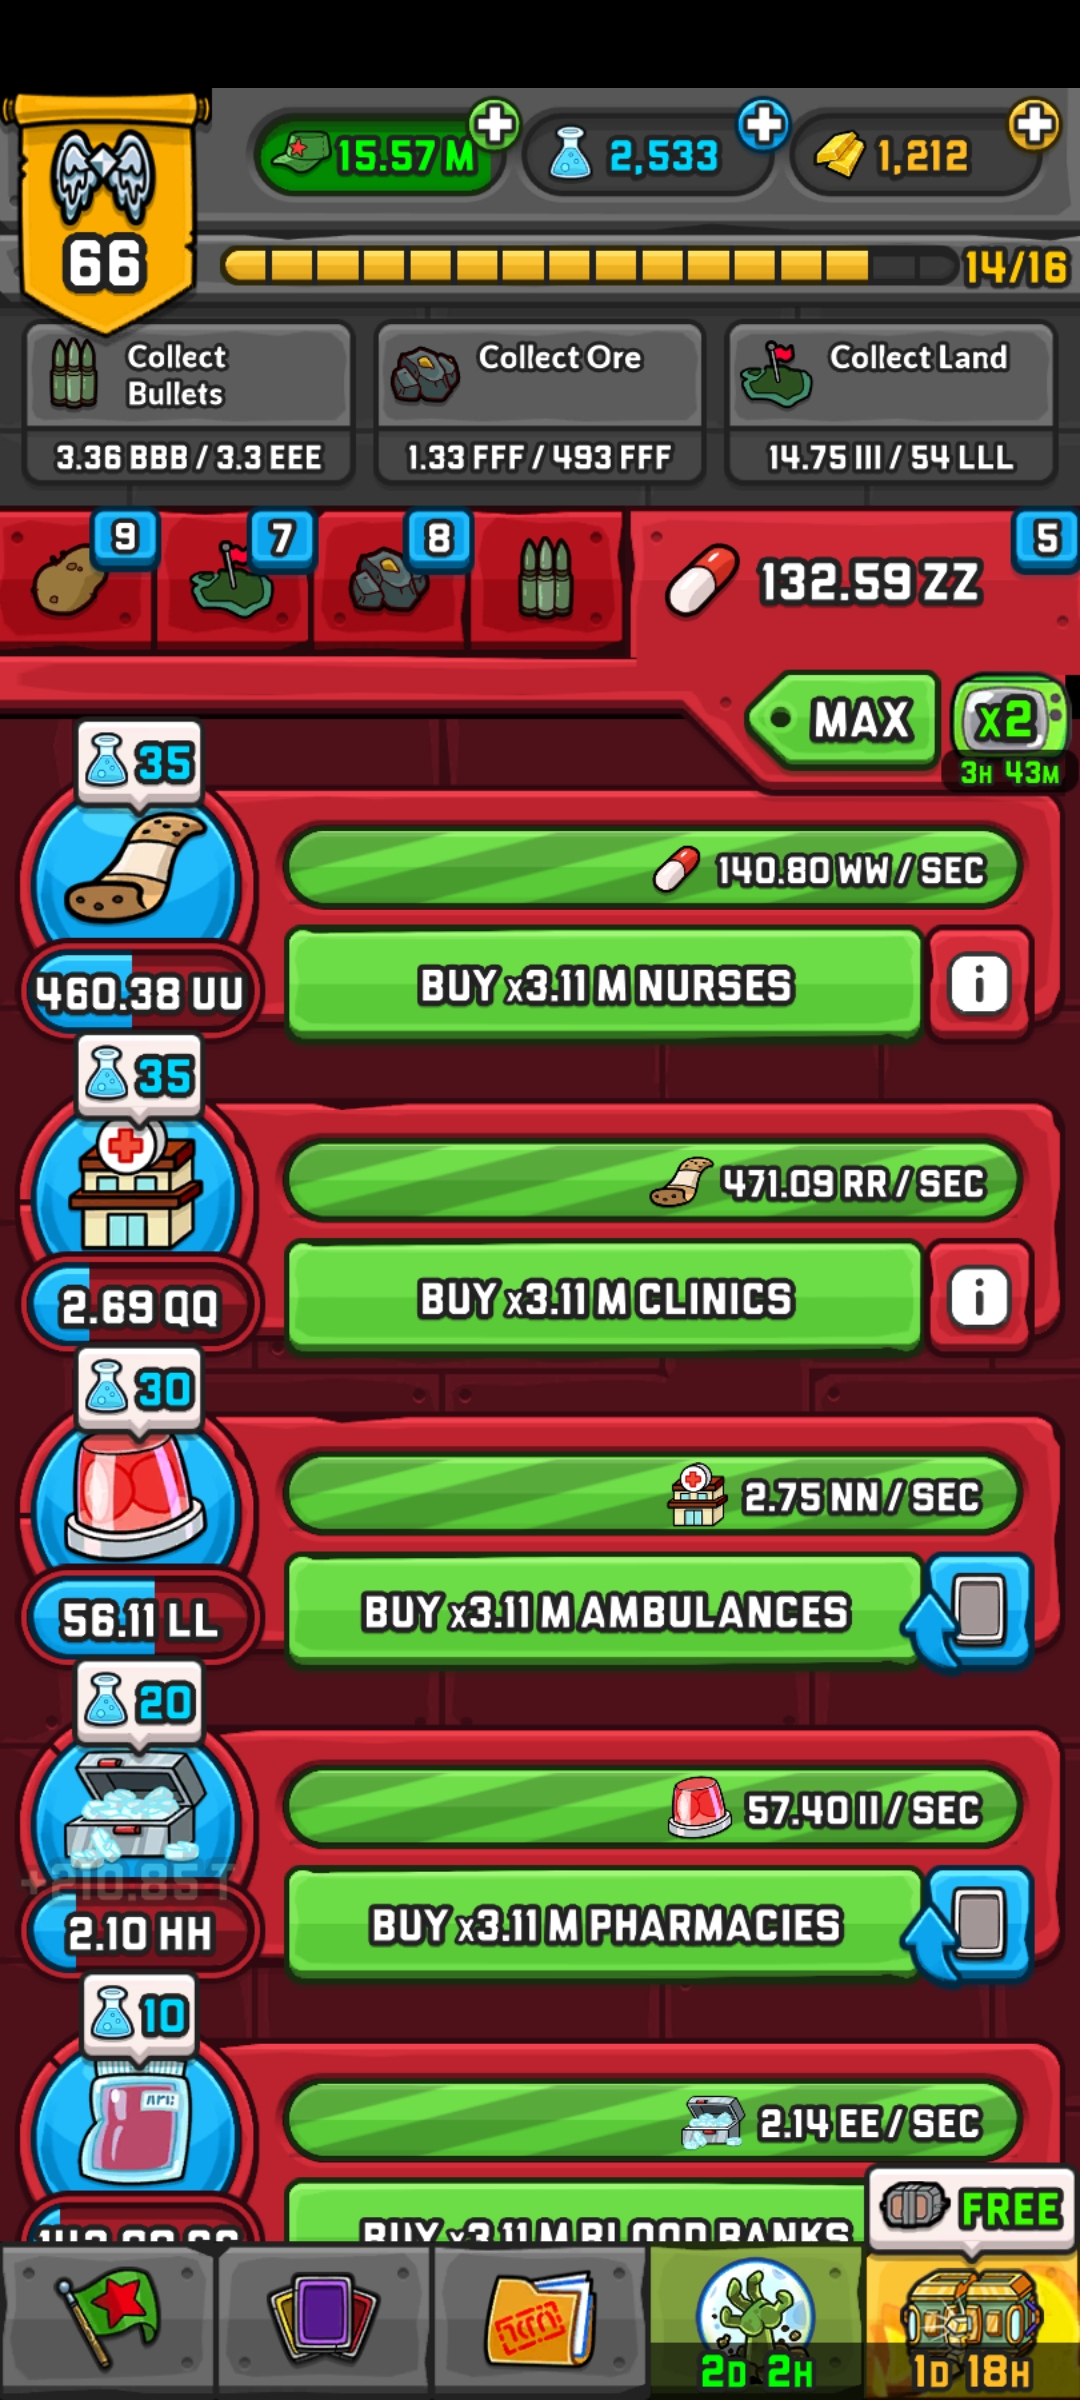 15.57 M
2,533
1,212
66
14/16
Collect
Bullets
Collect Ore
Collect Land
3.36 BBB / 3.3 EEE
1.33 FFF / 493 FFF
14.75 III / 54 LLL
9
7
8
5
132.59 ZZ
MAX
x2
3H 43M
35
140.80 WW / SEC
460.38 UU
BUY x3.11 M NURSES
i
35
471.09 RR / SEC
2.69 QQ
BUY x3.11 M CLINICS
i
30
2.75 NN / SEC
56.11 LL
BUY x3.11 M AMBULANCES
20
57.40 II / SEC
+210.85 T
2.10 HH
BUY x3.11 M PHARMACIES
10
2.14 EE / SEC
BUY x3.11 M BLOOD BANKS
FREE
2D 2H
1D 18H